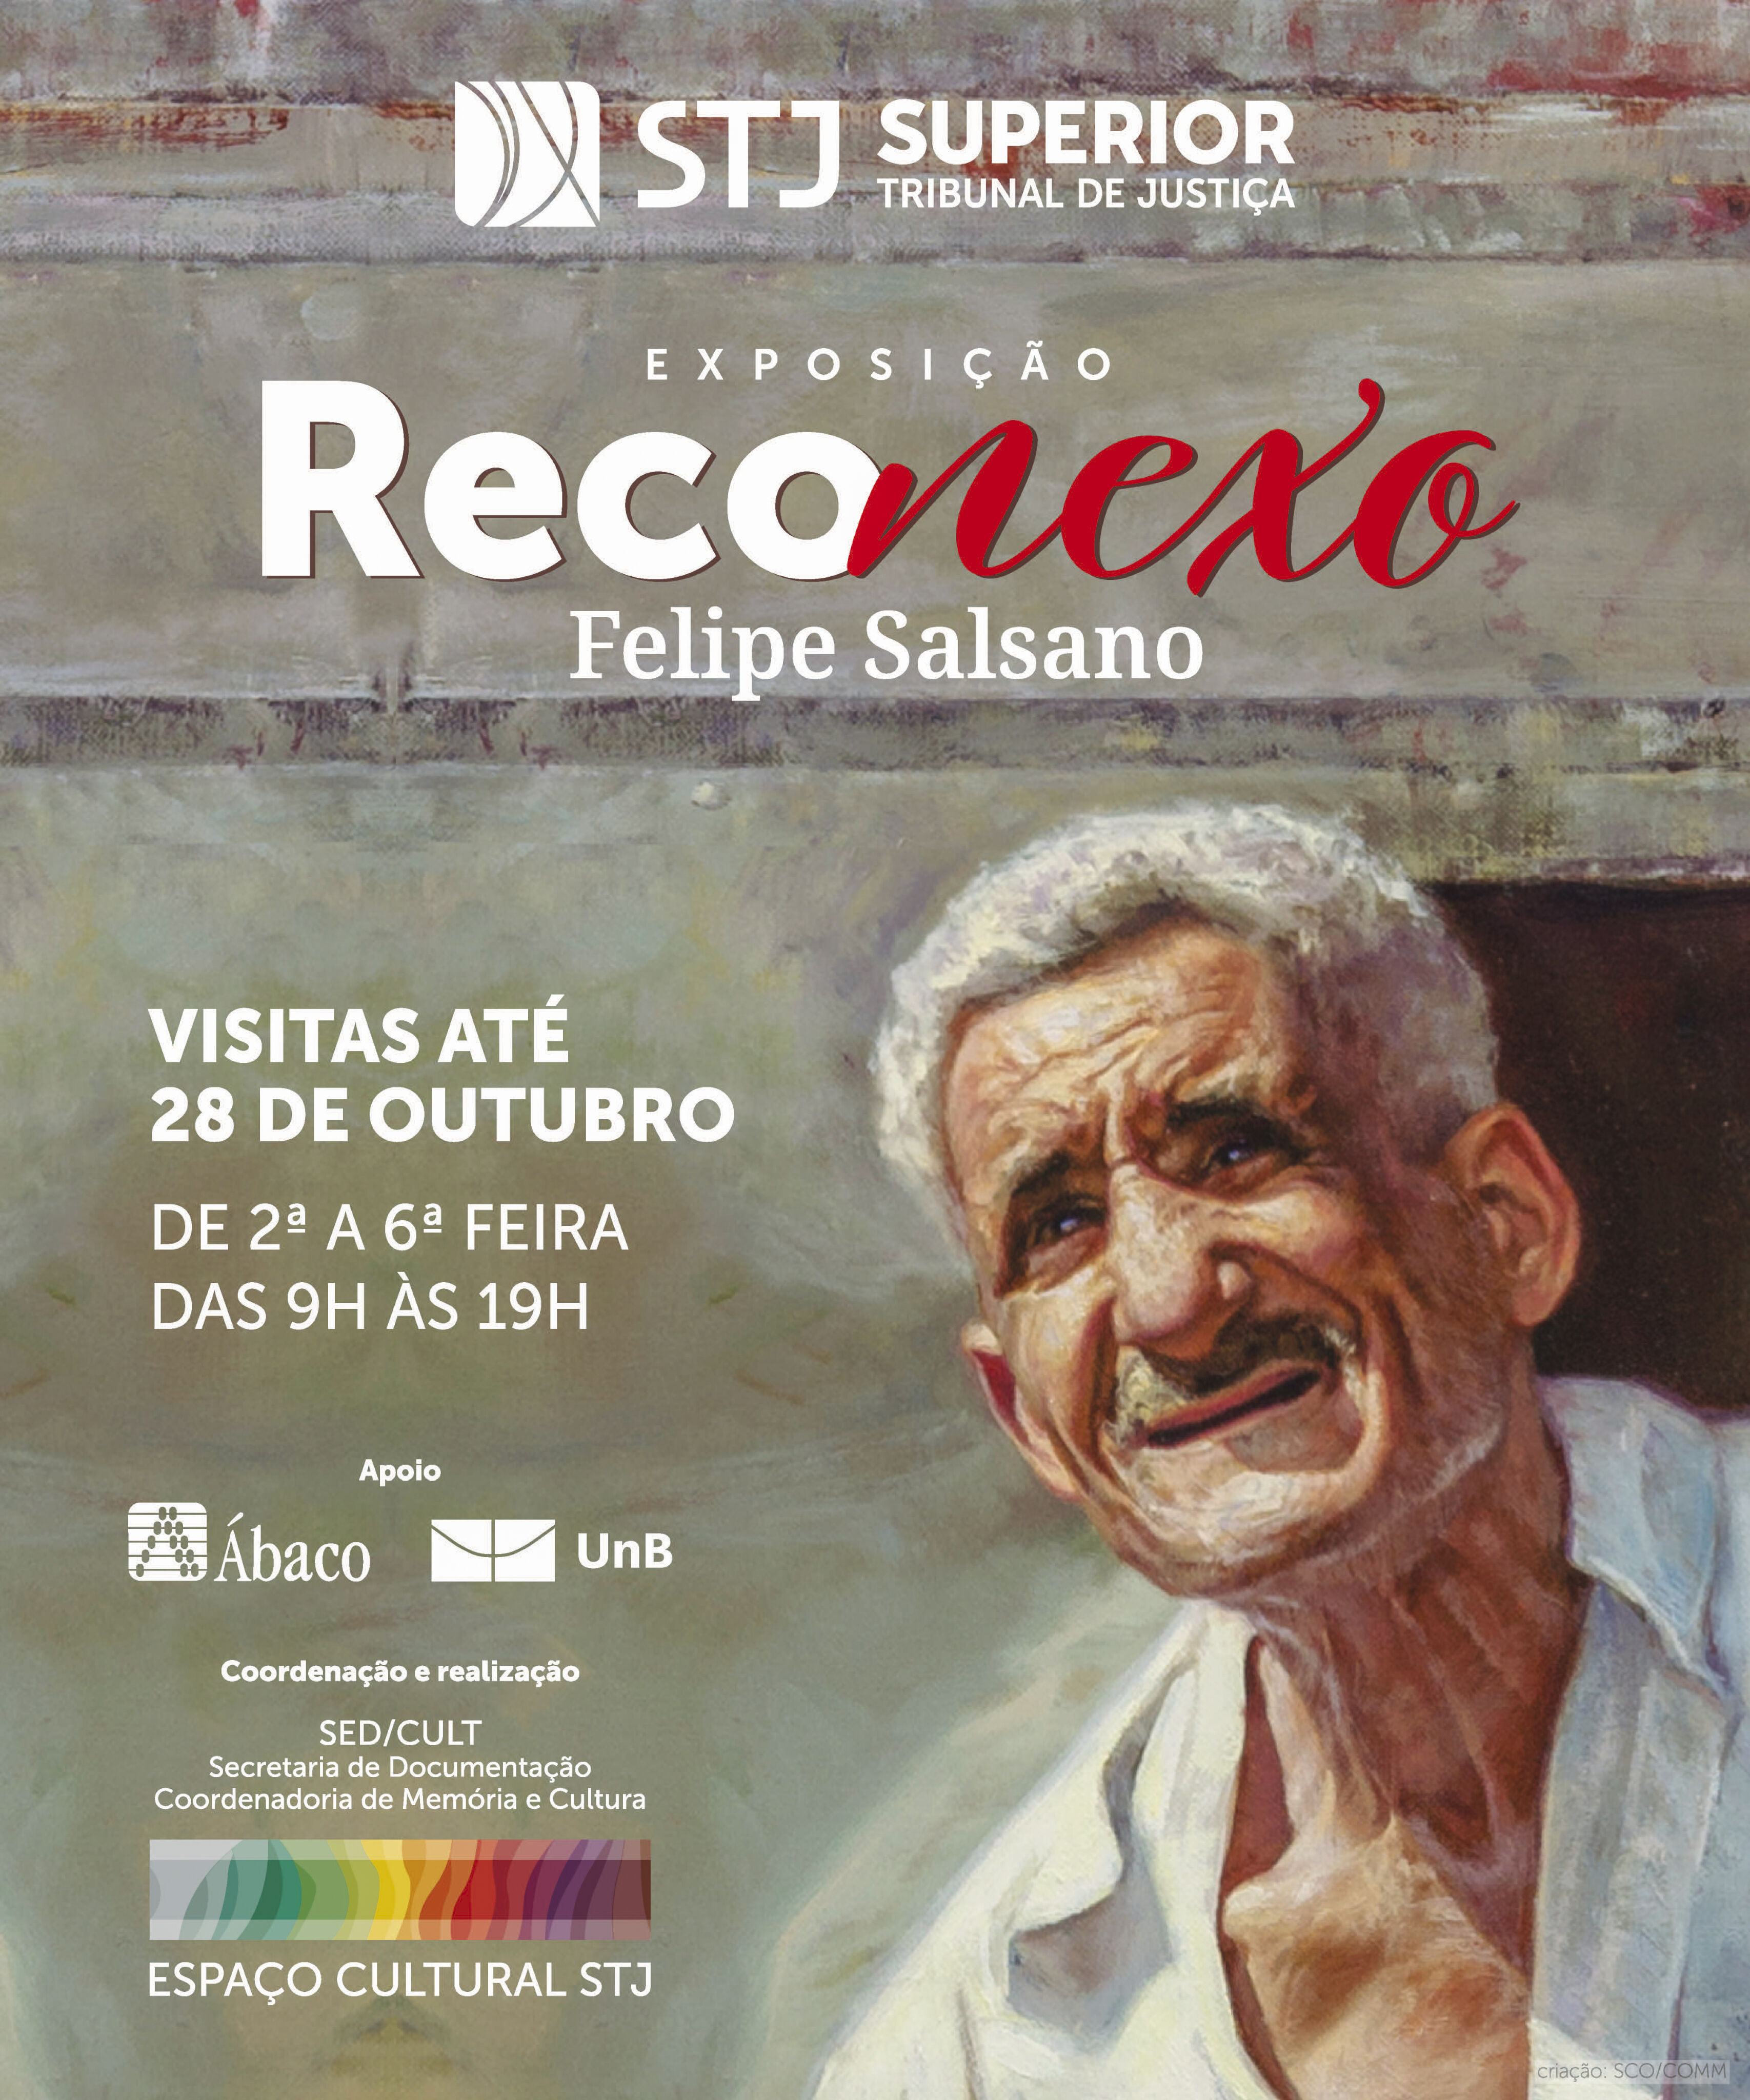 STJ SUPERIOR
TRIBUNAL DE JUSTIÇA
EXPOSIÇÃO
Reconexo
Felipe Salsano
VISITAS ATÉ
28 DE OUTUBRO
DE 2ª A 6ª FEIRA
DAS 9H ÀS 19H
Apoio
Ábaco UnB
Coordenação e realização
SED/CULT
Secretaria de Documentação
Coordenadoria de Memória e Cultura
ESPAÇO CULTURAL STJ
criação: SCO/COMM